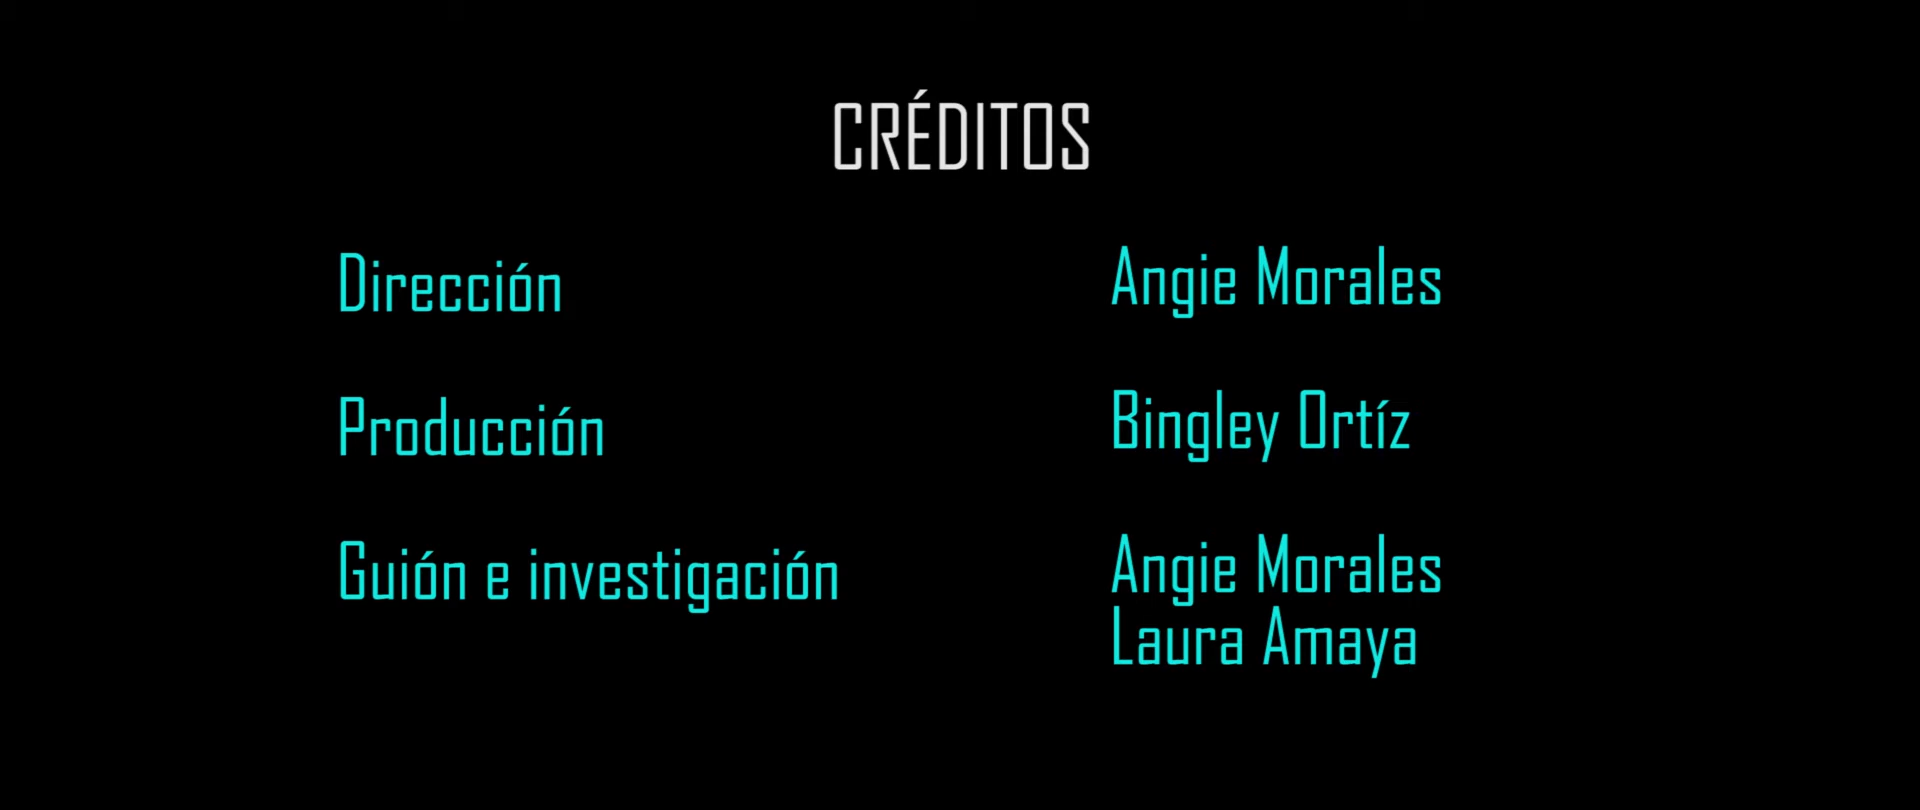 CRÉDITOS
Dirección Angie Morales
Producción Bingley Ortíz
Guión e investigación Angie Morales
Laura Amaya